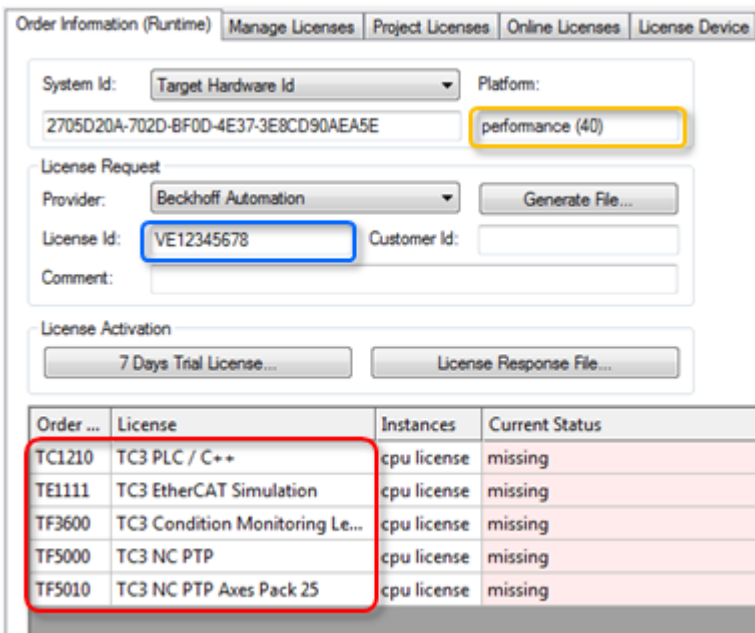 Order Information (Runtime) Manage Licenses Project Licenses Online Licenses License Device
System Id: Target Hardware Id Platform:
2705D20A-702D-BF0D-4E37-3E8CD90AEA5E performance (40)
License Request
Provider: Beckhoff Automation Generate File...
License Id: VE12345678 Customer Id:
Comment:
License Activation
7 Days Trial License... License Response File...
Order ... License Instances Current Status
TC1210 TC3 PLC / C++ cpu license missing
TE1111 TC3 EtherCAT Simulation cpu license missing
TF3600 TC3 Condition Monitoring Le... cpu license missing
TF5000 TC3 NC PTP cpu license missing
TF5010 TC3 NC PTP Axes Pack 25 cpu license missing